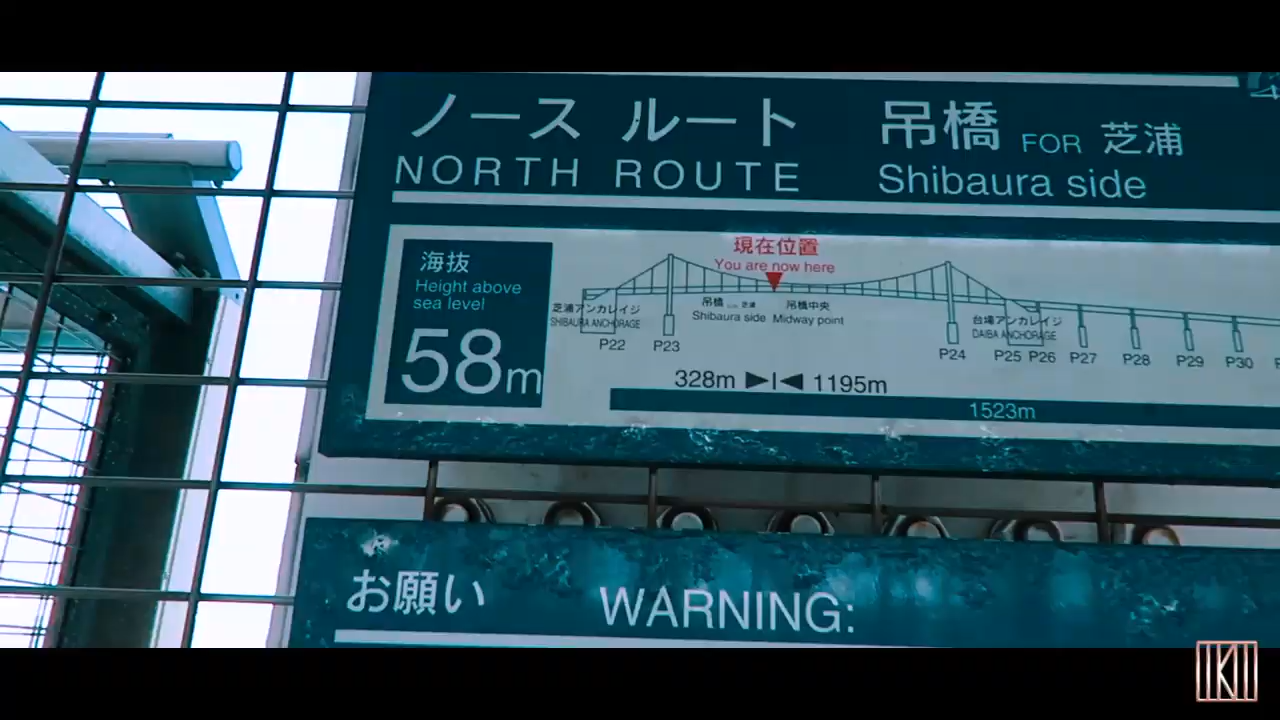 ノース ルート 吊橋 FOR 芝浦
NORTH ROUTE Shibaura side
海抜
Height above
sea level
58m
現在位置
You are now here
芝浦アンカレイジ
SHIBAURA ANCHORAGE
吊橋 芝浦
Shibaura side
吊橋中央
Midway point
台場アンカレイジ
DAIBA ANCHORAGE
P22 P23 P24 P25 P26 P27 P28 P29 P30
328m 1195m
1523m
お願い WARNING: